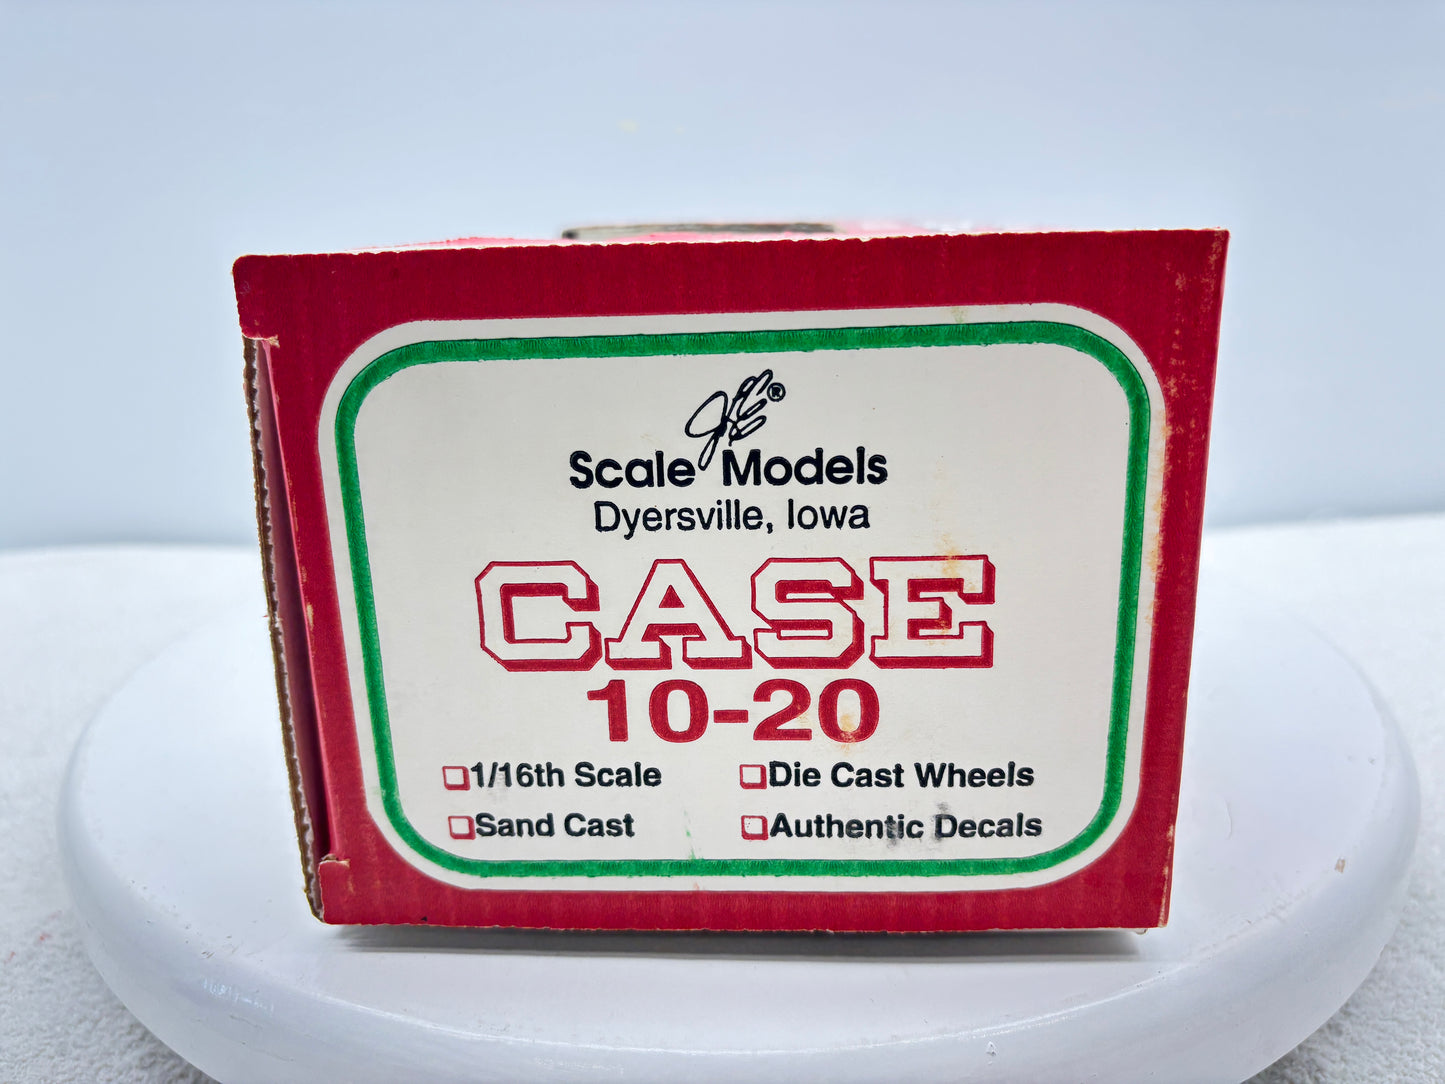 ®
Scale Models
Dyersville, Iowa
CASE
10-20
1/16th Scale
Die Cast Wheels
Sand Cast
Authentic Decals